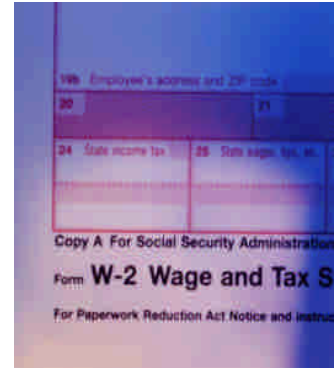 19b Employee's address and ZIP code
20 21
24 State income tax 25 State wages, tips, etc.
Copy A For Social Security Administration
Form W-2 Wage and Tax S
For Paperwork Reduction Act Notice and instruc